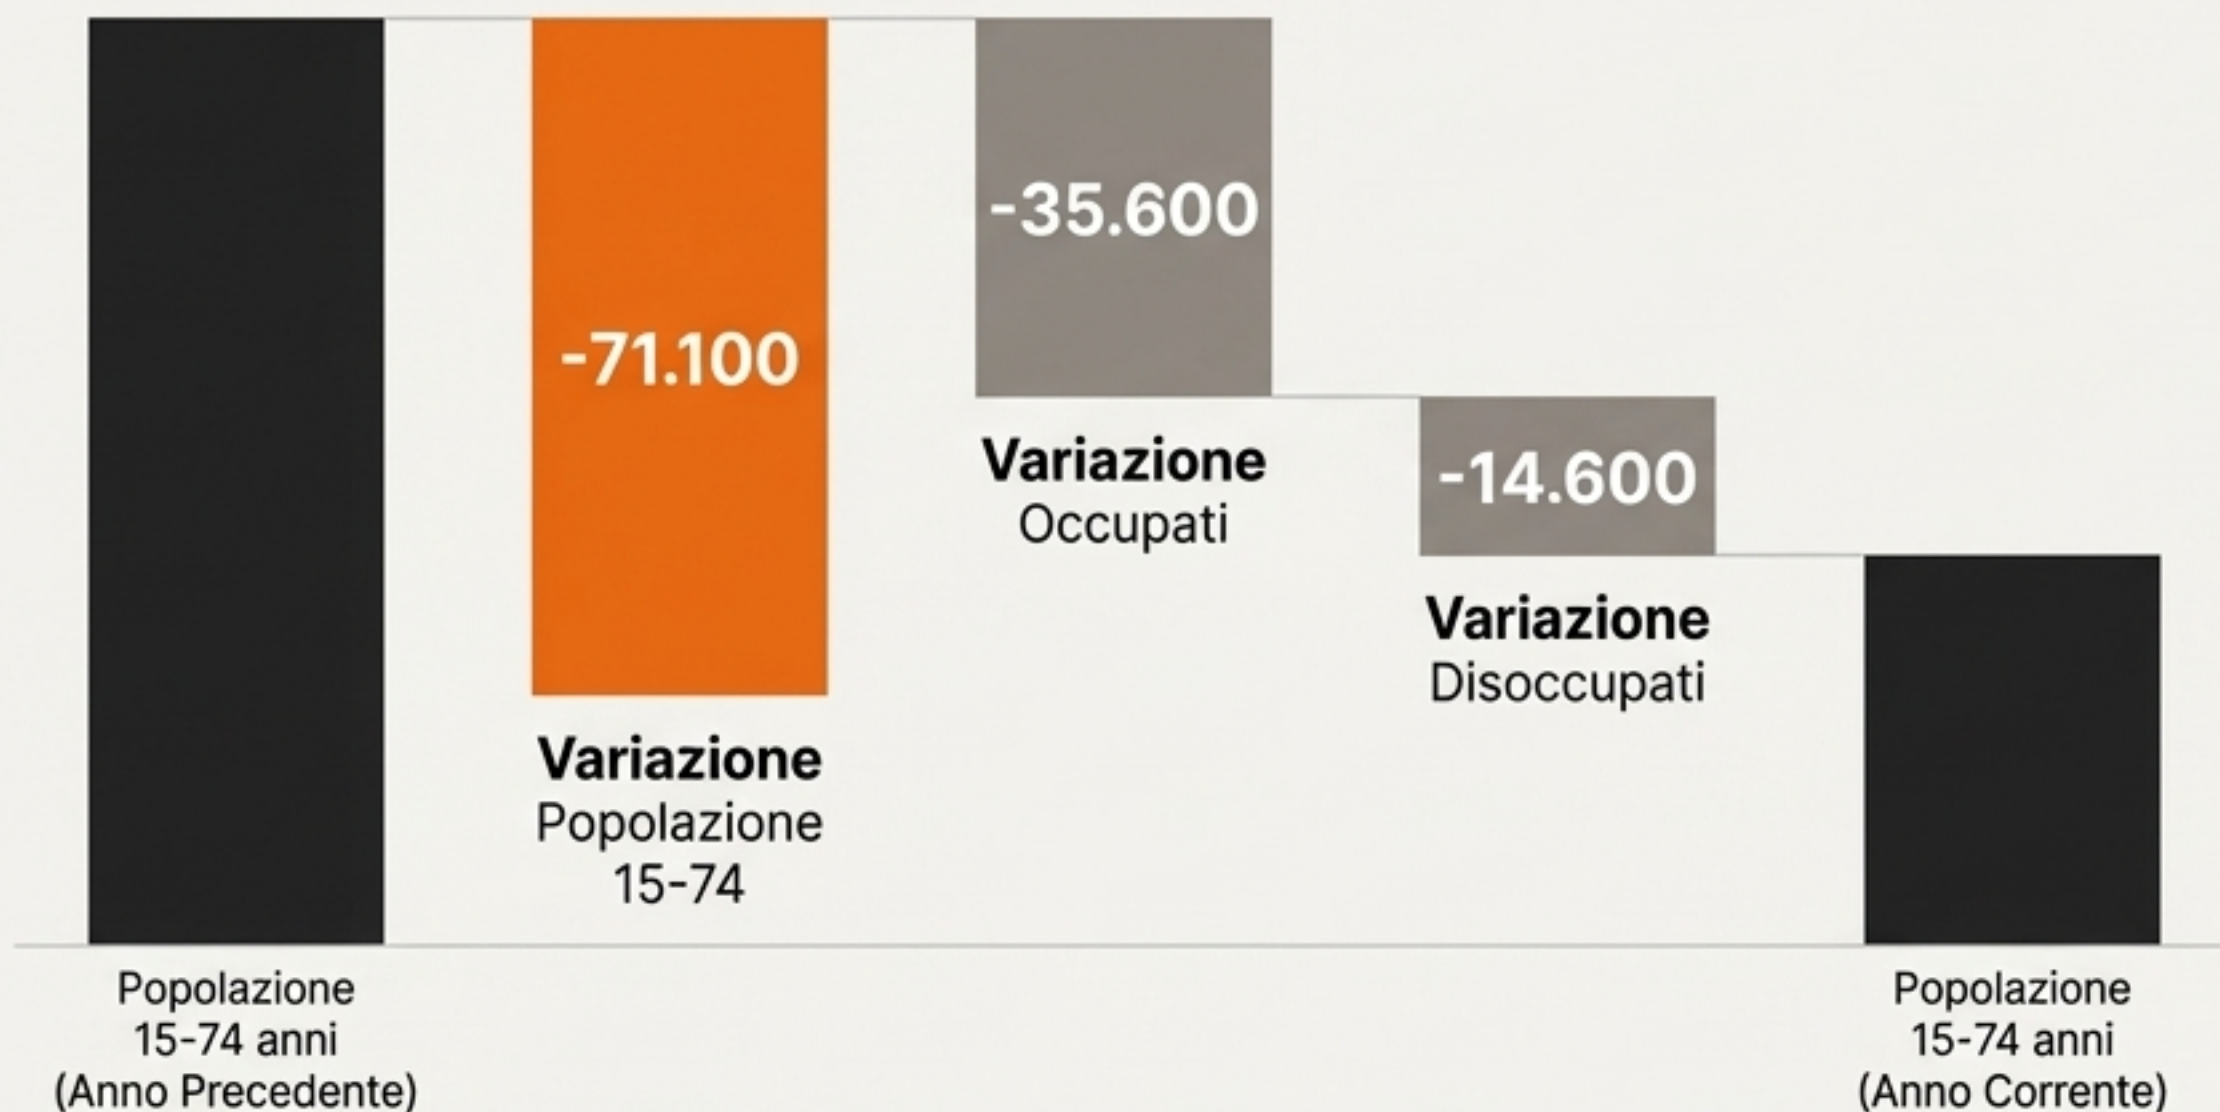 -71.100
Variazione
Popolazione
15-74
-35.600
Variazione
Occupati
-14.600
Variazione
Disoccupati
Popolazione
15-74 anni
(Anno Precedente)
Popolazione
15-74 anni
(Anno Corrente)